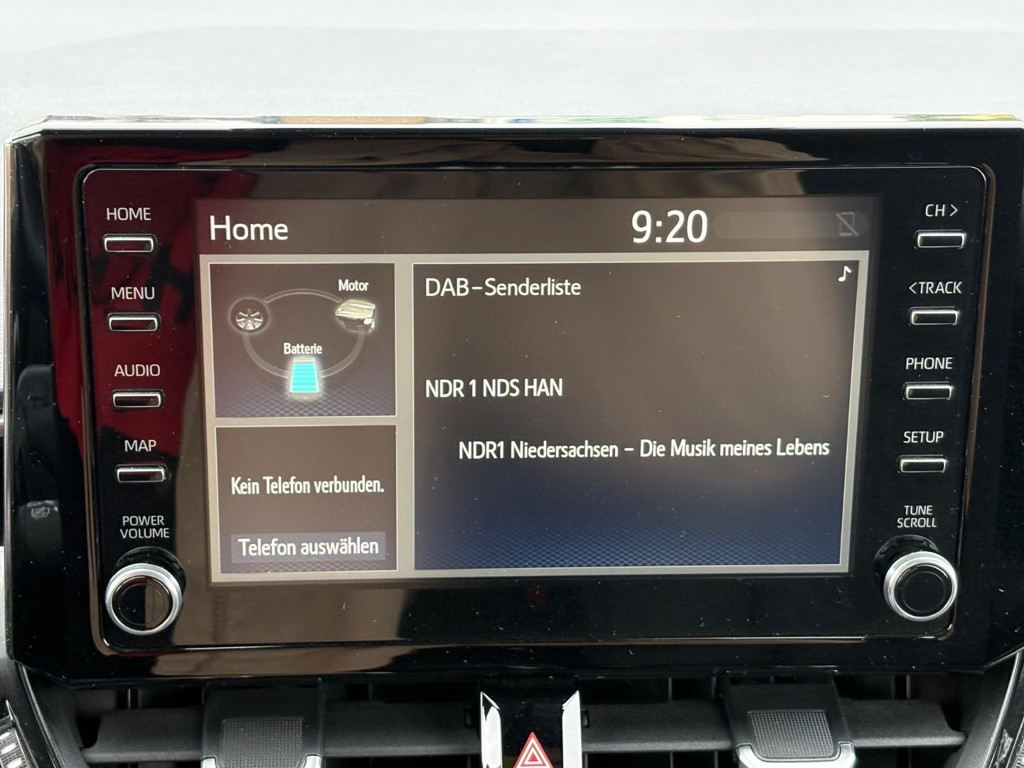 HOME
MENU
AUDIO
MAP
POWER
VOLUME
Home
9:20
Motor
Batterie
Kein Telefon verbunden.
Telefon auswählen
DAB-Senderliste
NDR 1 NDS HAN
NDR1 Niedersachsen - Die Musik meines Lebens
CH >
< TRACK
PHONE
SETUP
TUNE
SCROLL